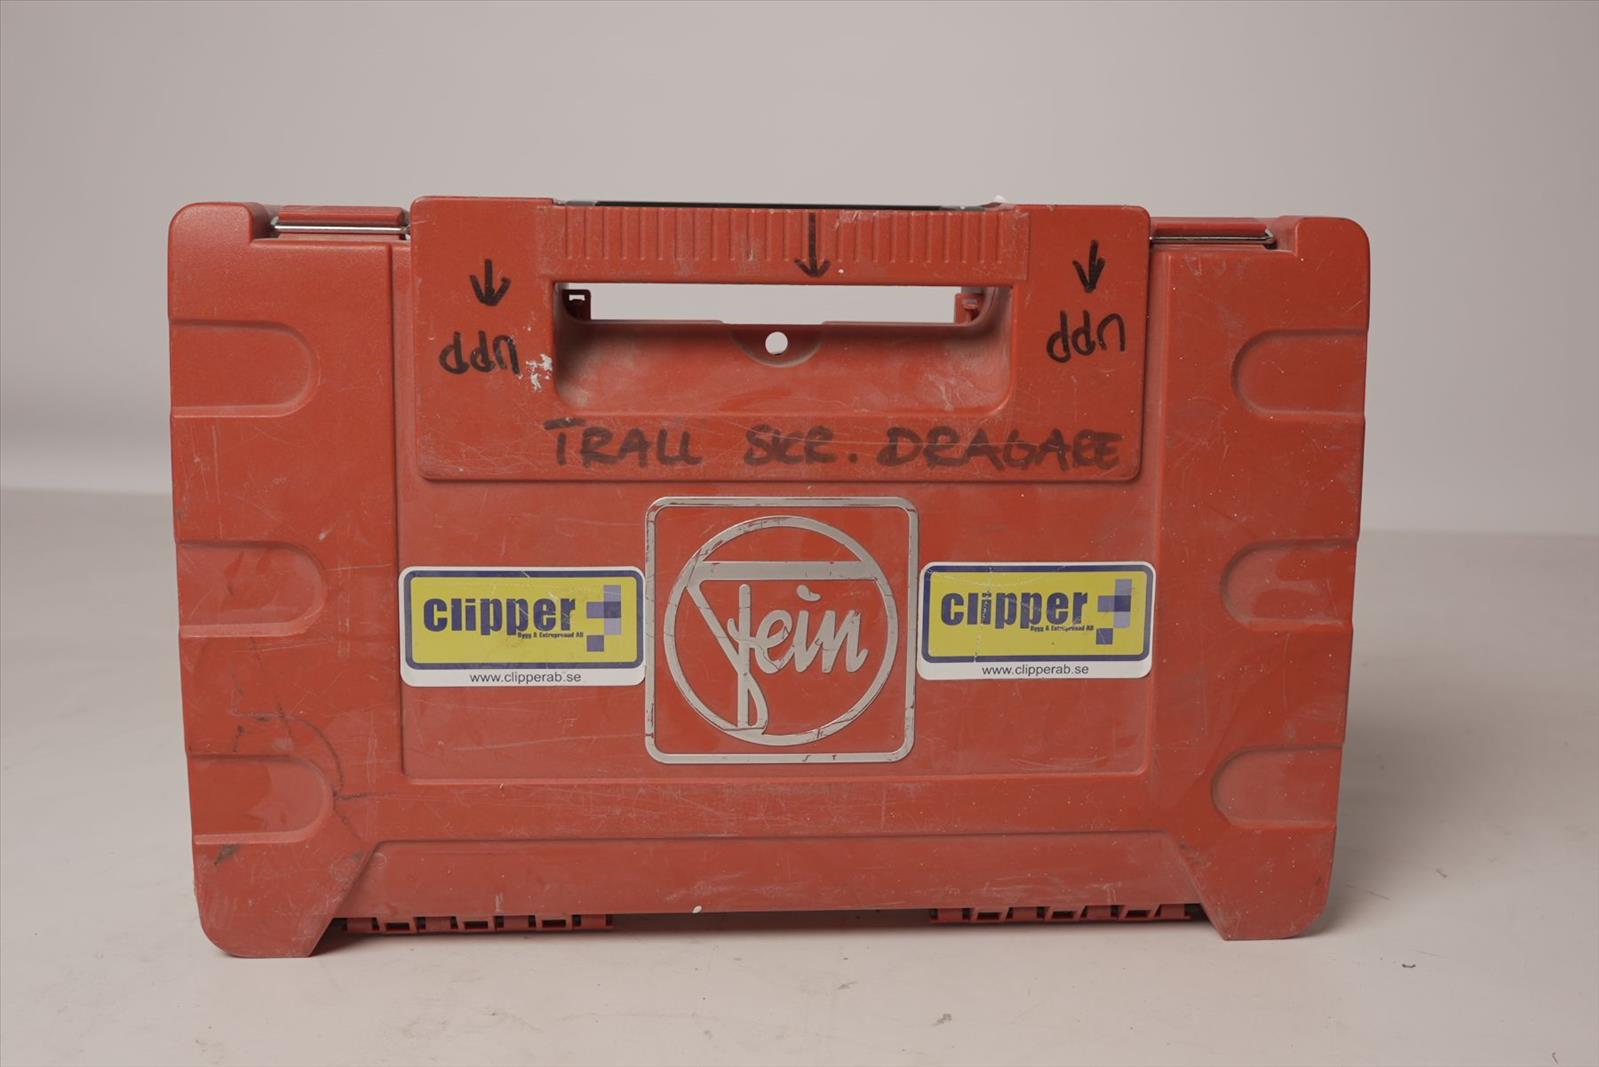 UPP
UPP
TRALL SKR. DRAGARE
clipper
Bygg & Entreprenad AB
www.clipperab.se
Fein
clipper
Bygg & Entreprenad AB
www.clipperab.se